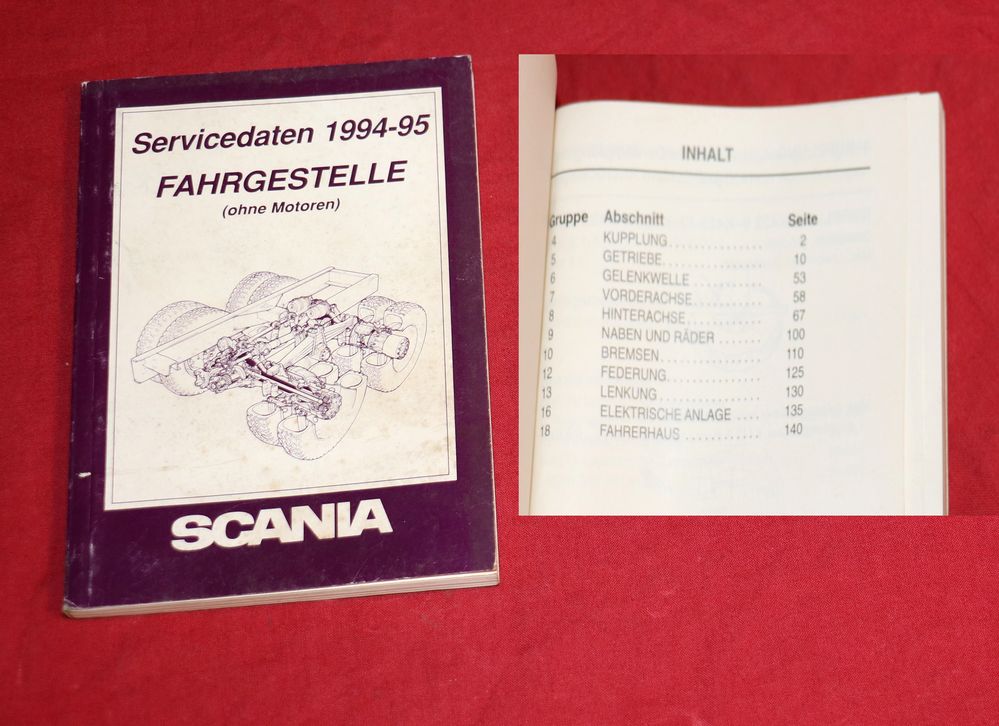 Servicedaten 1994-95
FAHRGESTELLE
(ohne Motoren)
SCANIA
INHALT
Gruppe Abschnitt Seite
4 KUPPLUNG.............. 2
5 GETRIEBE............... 10
6 GELENKWELLE.......... 53
7 VORDERACHSE.......... 58
8 HINTERACHSE........... 67
9 NABEN UND RÄDER ....... 100
10 BREMSEN............... 110
12 FEDERUNG.............. 125
13 LENKUNG............... 130
16 ELEKTRISCHE ANLAGE .... 135
18 FAHRERHAUS ............ 140